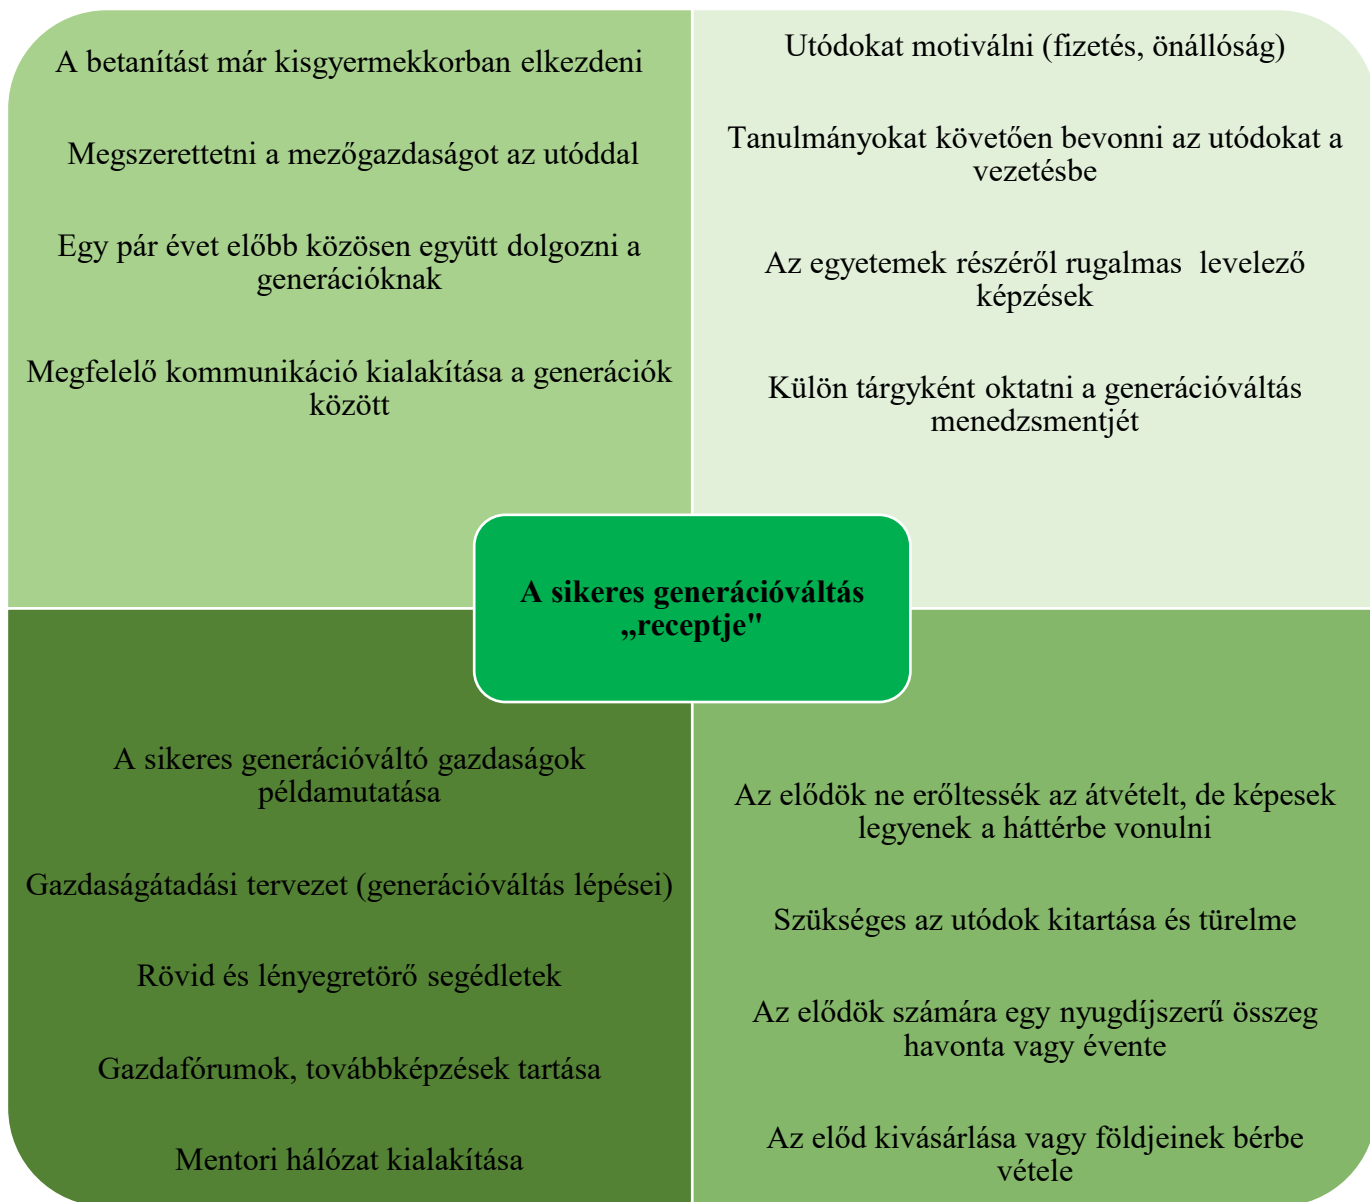 A betanítást már kisgyermekkorban elkezdeni
Megszerettetni a mezőgazdaságot az utóddal
Egy pár évet előbb közösen együtt dolgozni a
generációknak
Megfelelő kommunikáció kialakítása a generációk
között
Utódokat motiválni (fizetés, önállóság)
Tanulmányokat követően bevonni az utódokat a
vezetésbe
Az egyetemek részéről rugalmas  levelező
képzések
Külön tárgyként oktatni a generációváltás
menedzsmentjét
A sikeres generációváltás
„receptje"
A sikeres generációváltó gazdaságok
példamutatása
Gazdaságátadási tervezet (generációváltás lépései)
Rövid és lényegretörő segédletek
Gazdafórumok, továbbképzések tartása
Mentori hálózat kialakítása
Az elődök ne erőltessék az átvételt, de képesek
legyenek a háttérbe vonulni
Szükséges az utódok kitartása és türelme
Az elődök számára egy nyugdíjszerű összeg
havonta vagy évente
Az előd kivásárlása vagy földjeinek bérbe
vétele